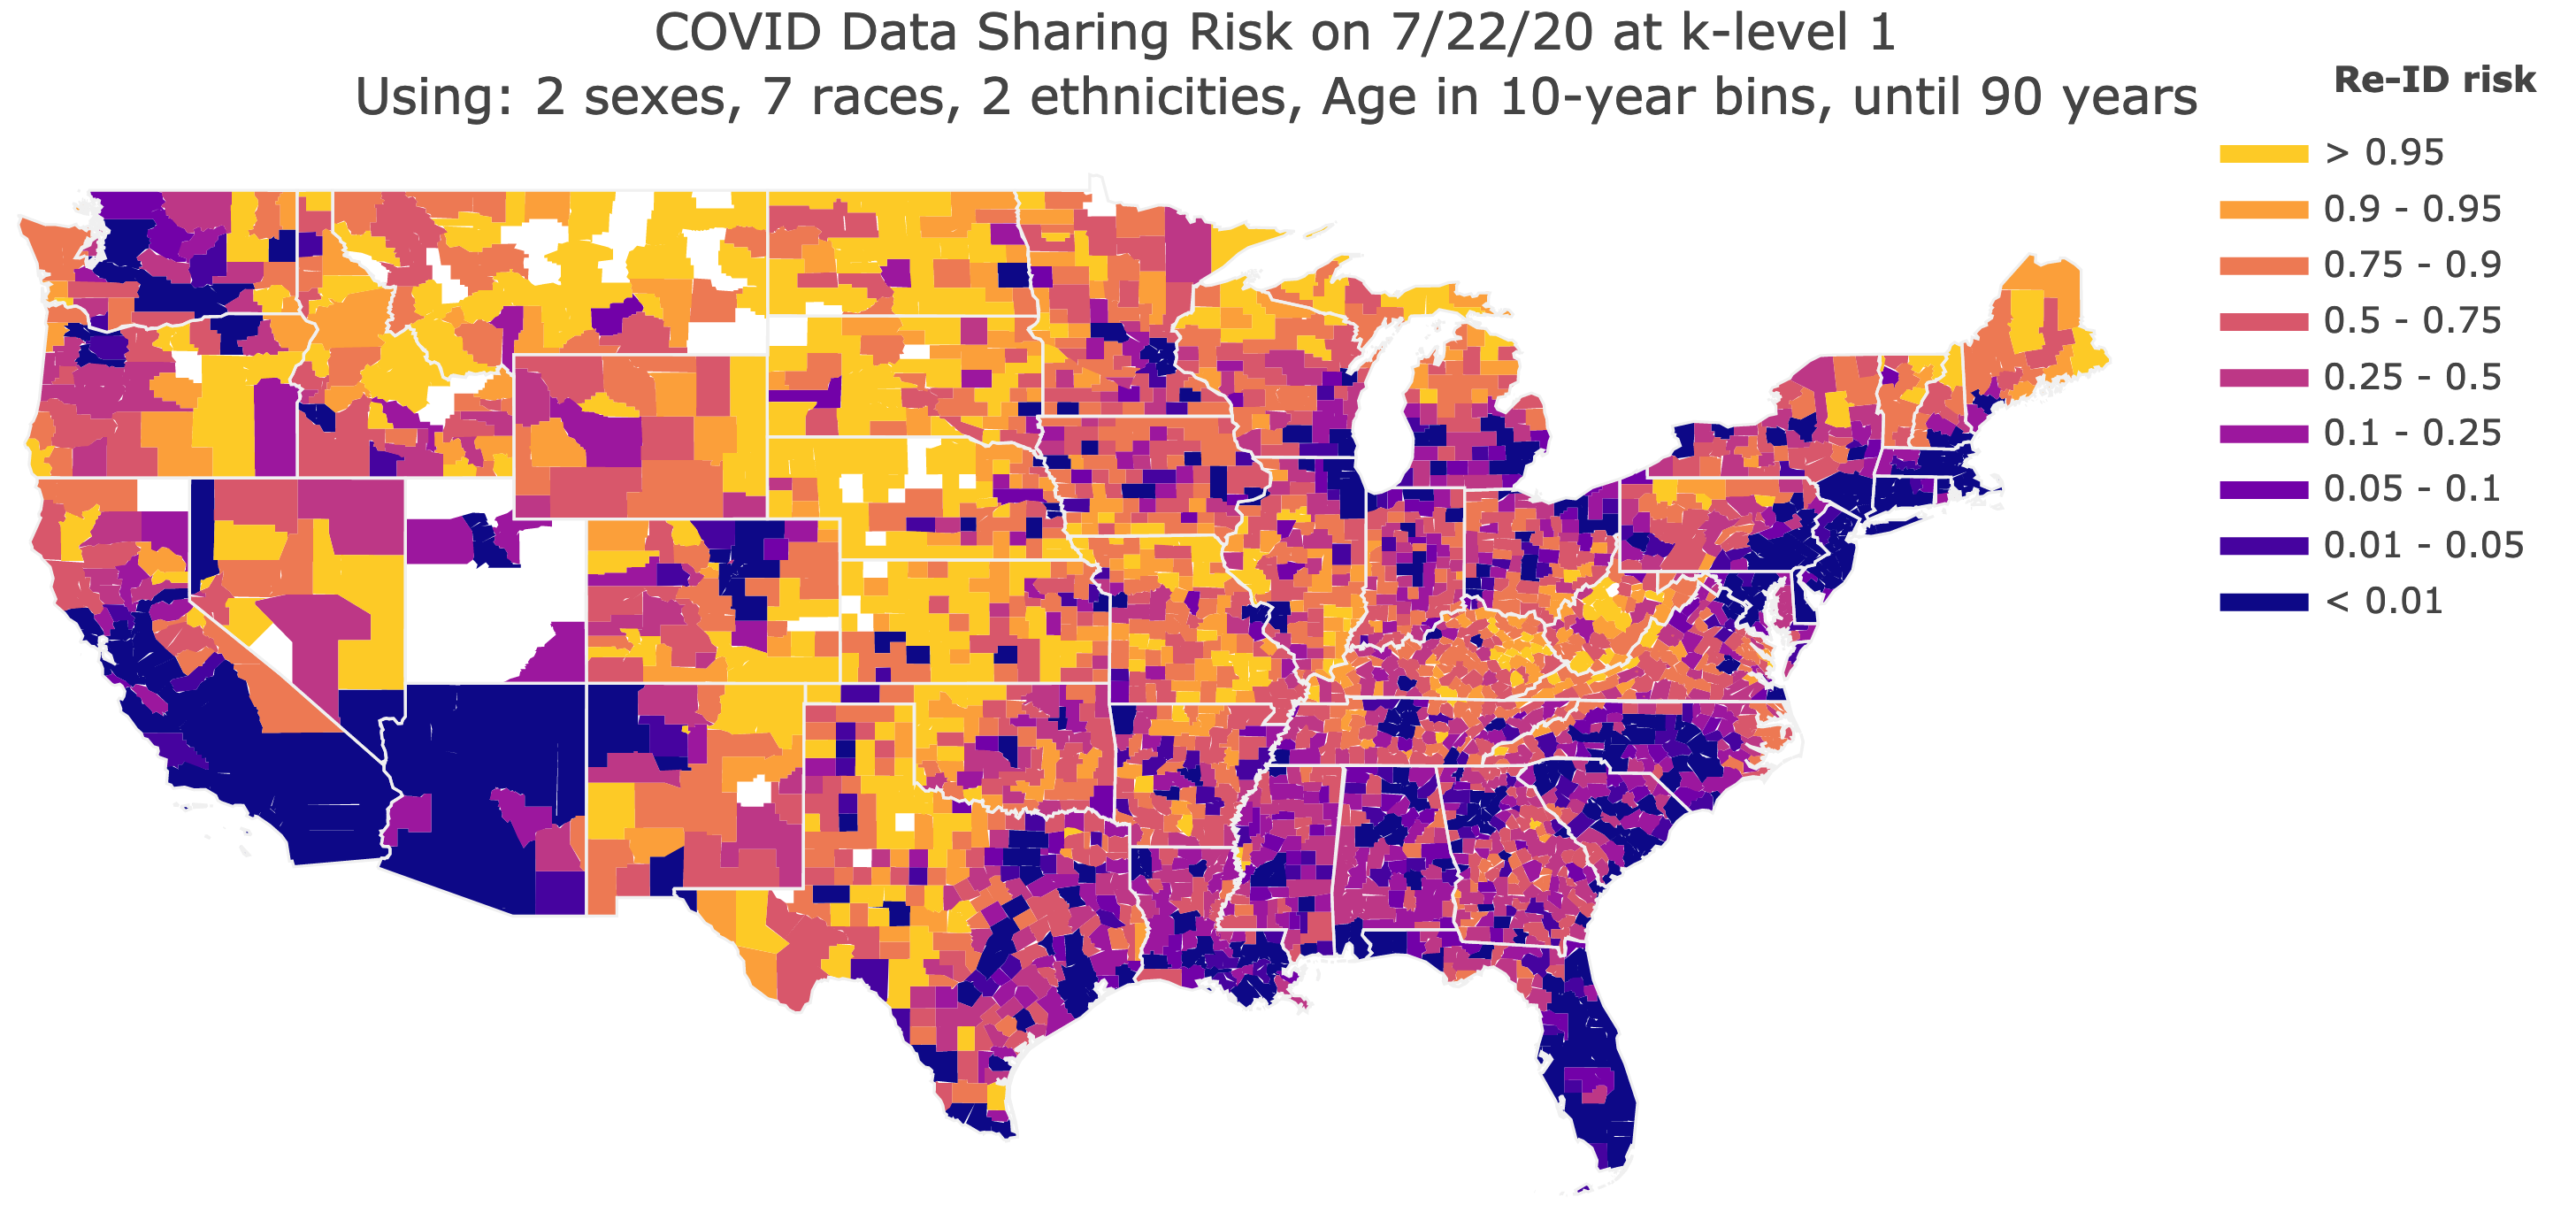 COVID Data Sharing Risk on 7/22/20 at k-level 1
Using: 2 sexes, 7 races, 2 ethnicities, Age in 10-year bins, until 90 years
Re-ID risk
> 0.95
0.9 - 0.95
0.75 - 0.9
0.5 - 0.75
0.25 - 0.5
0.1 - 0.25
0.05 - 0.1
0.01 - 0.05
< 0.01